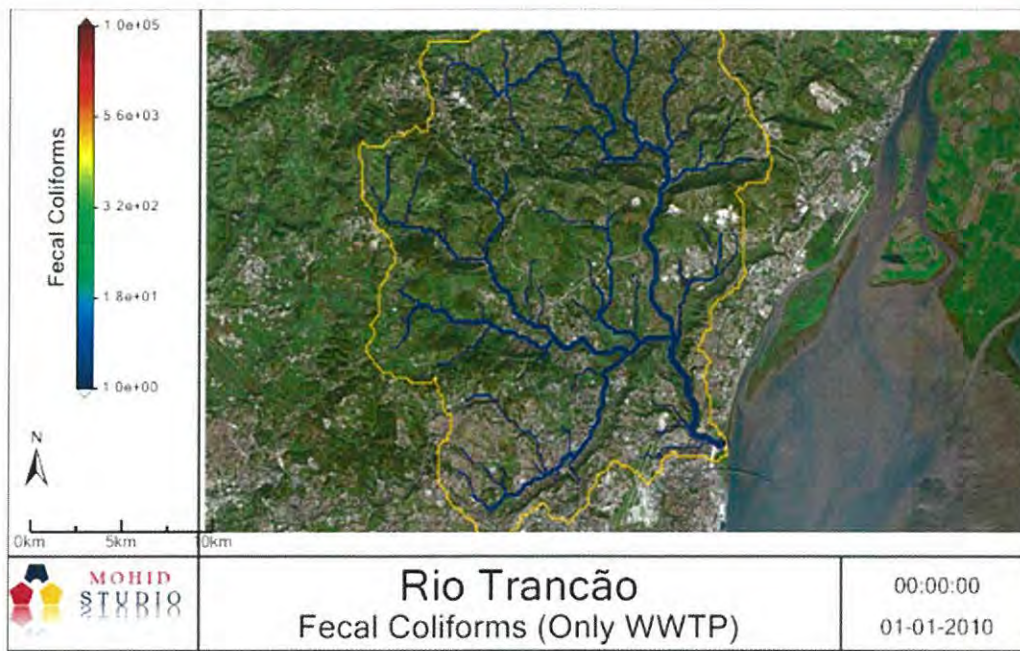 1.0e+05
5.6e+03
3.2e+02
1.8e+01
1.0e+00
Fecal Coliforms
N
0km 5km 10km
MOHID
STUDIO
Rio Trancão
Fecal Coliforms (Only WWTP)
00:00:00
01-01-2010